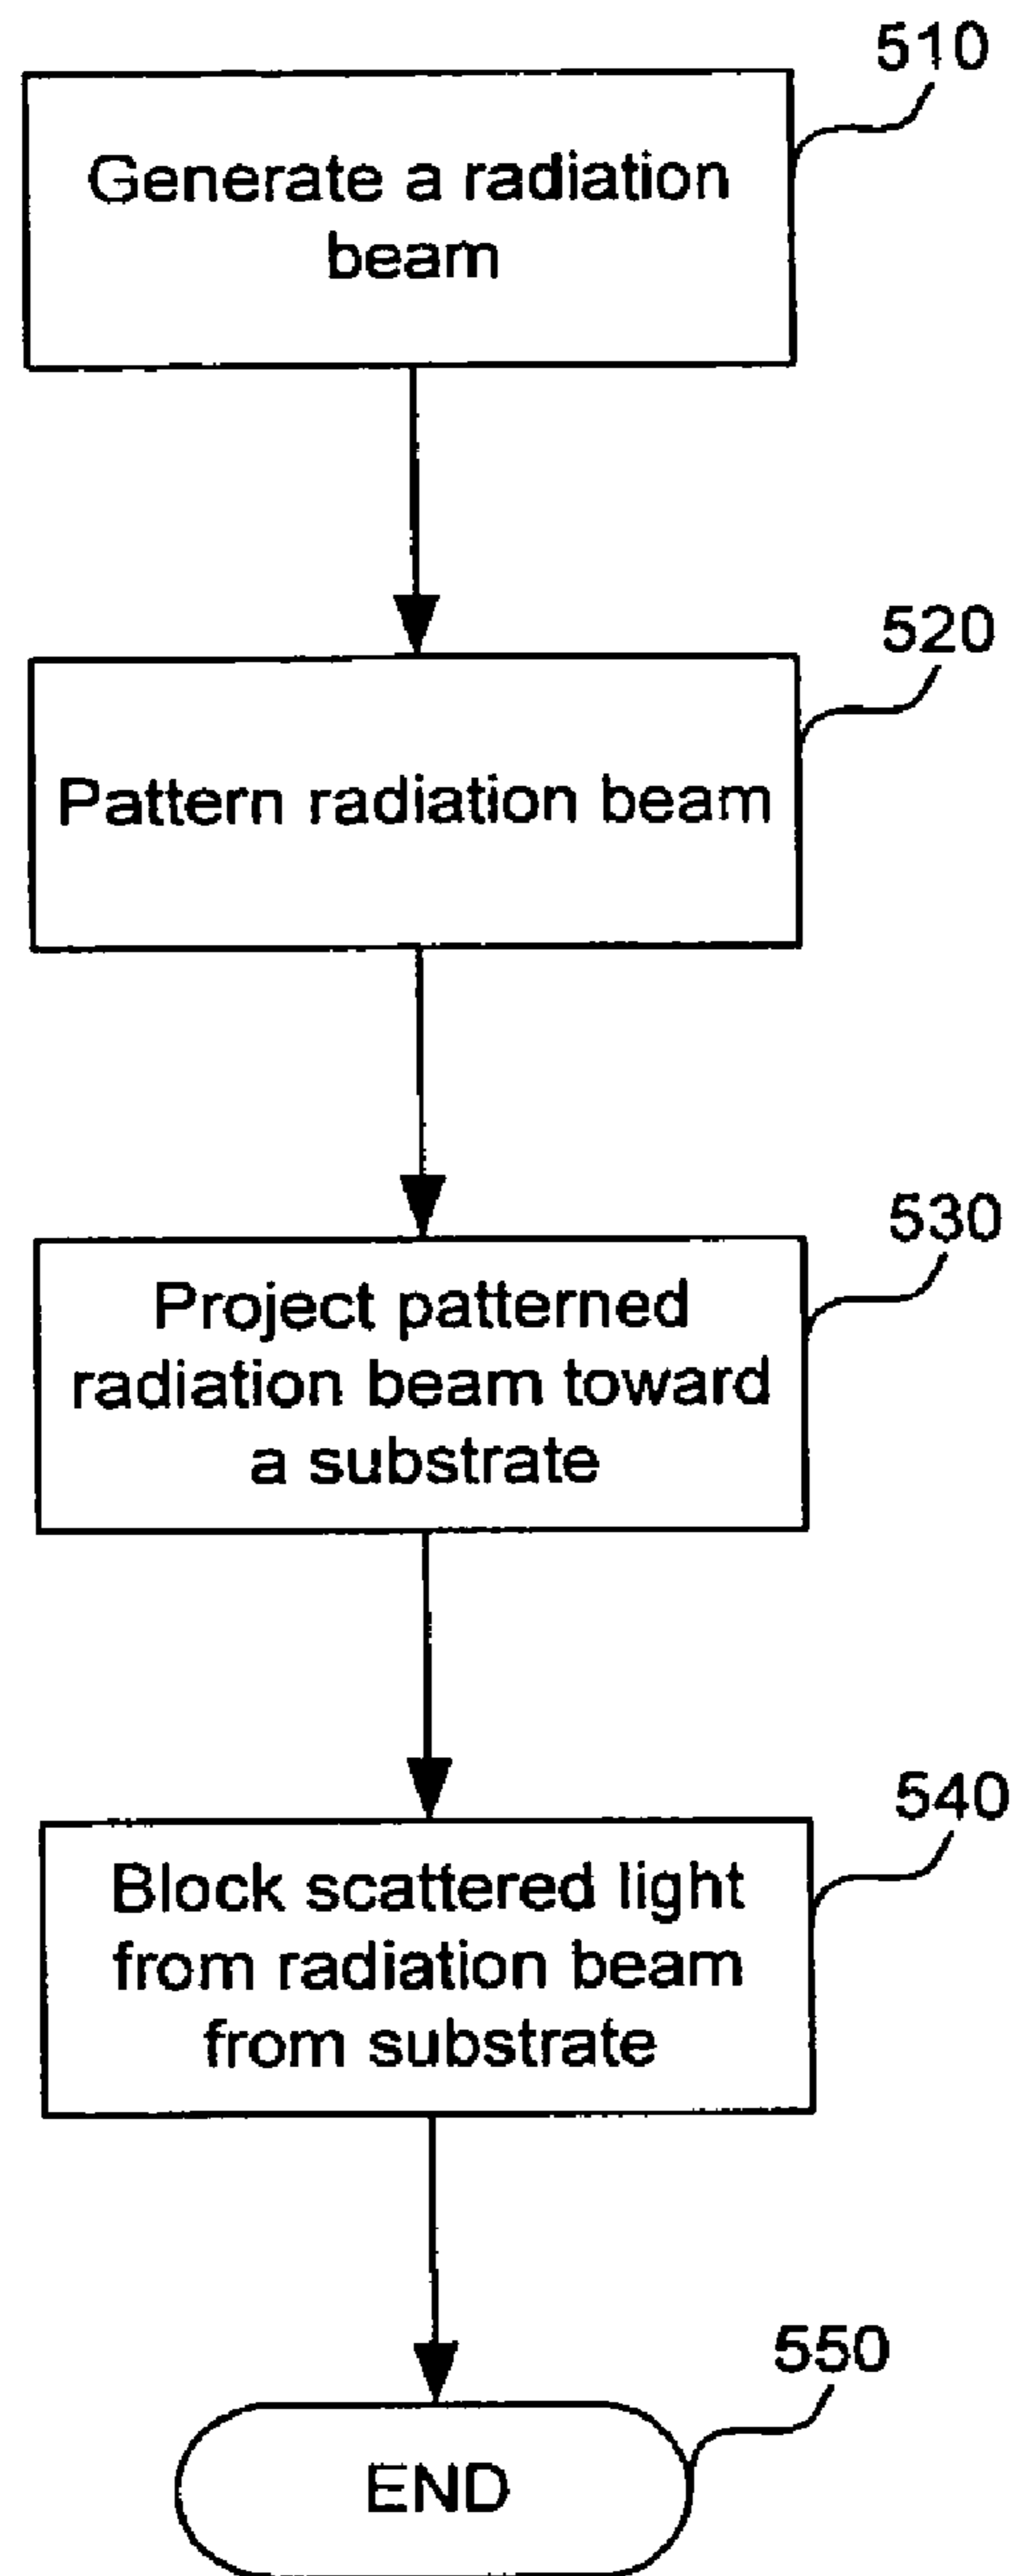 510
Generate a radiation
beam
520
Pattern radiation beam
530
Project patterned
radiation beam toward
a substrate
540
Block scattered light
from radiation beam
from substrate
550
END